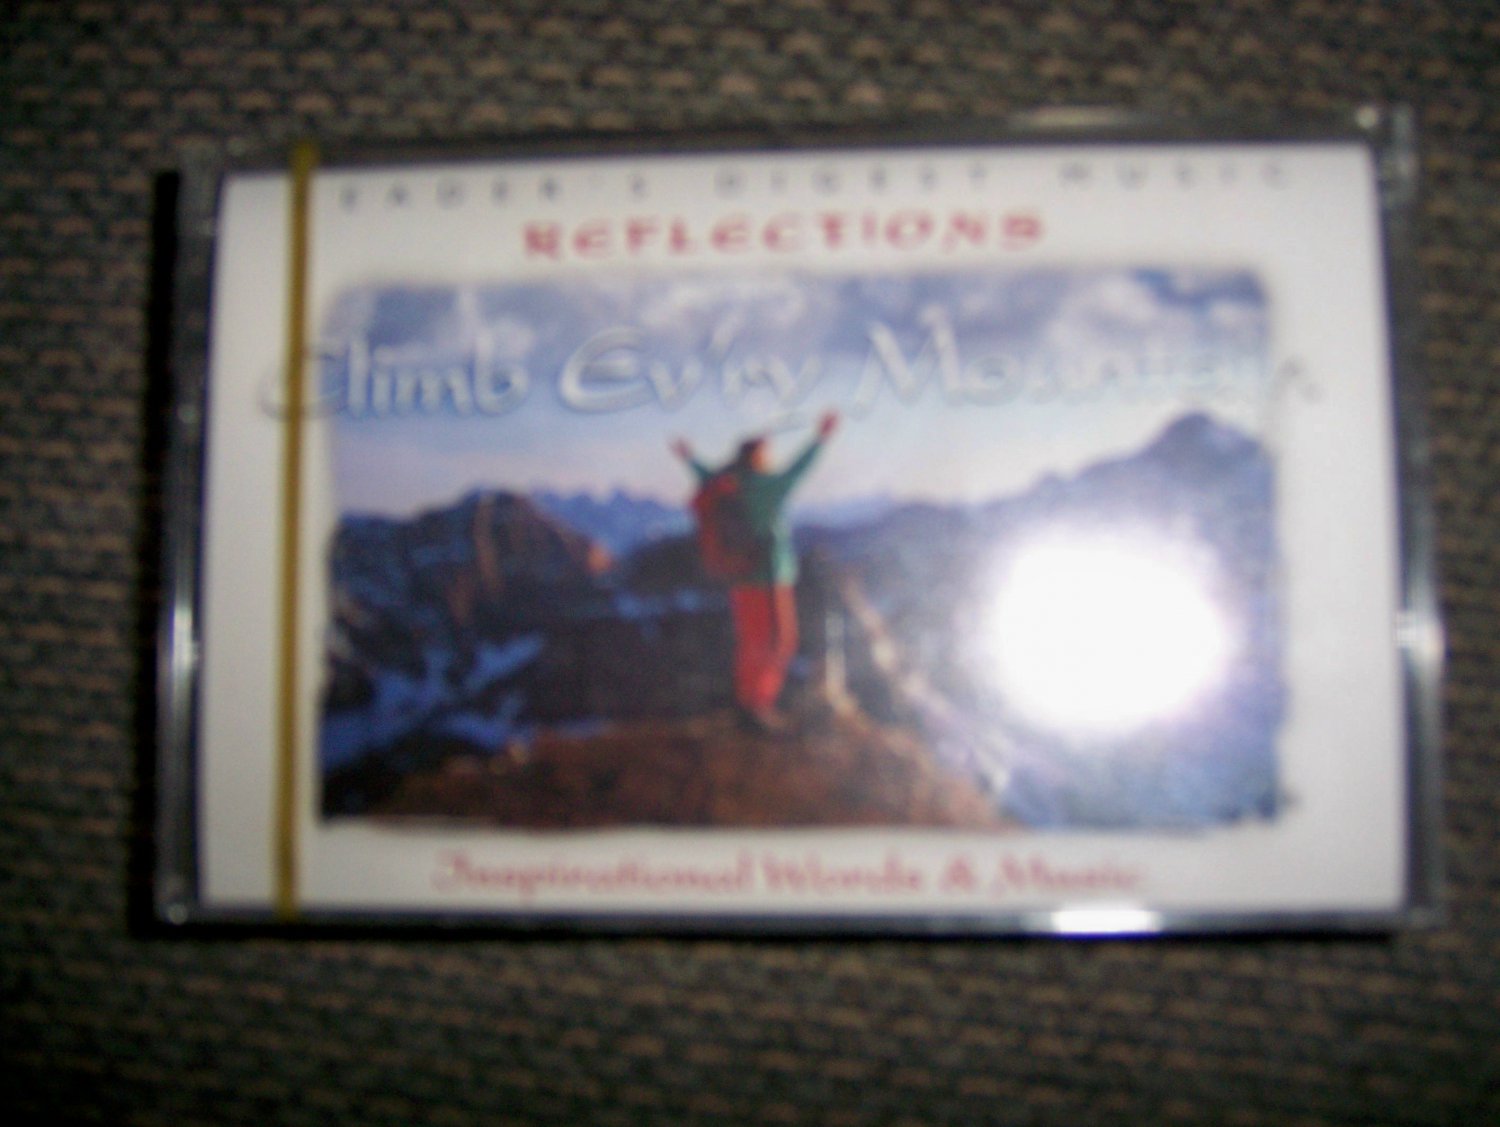 READER'S DIGEST MUSIC
REFLECTIONS
Climb Ev'ry Mountain
Inspirational Words & Music